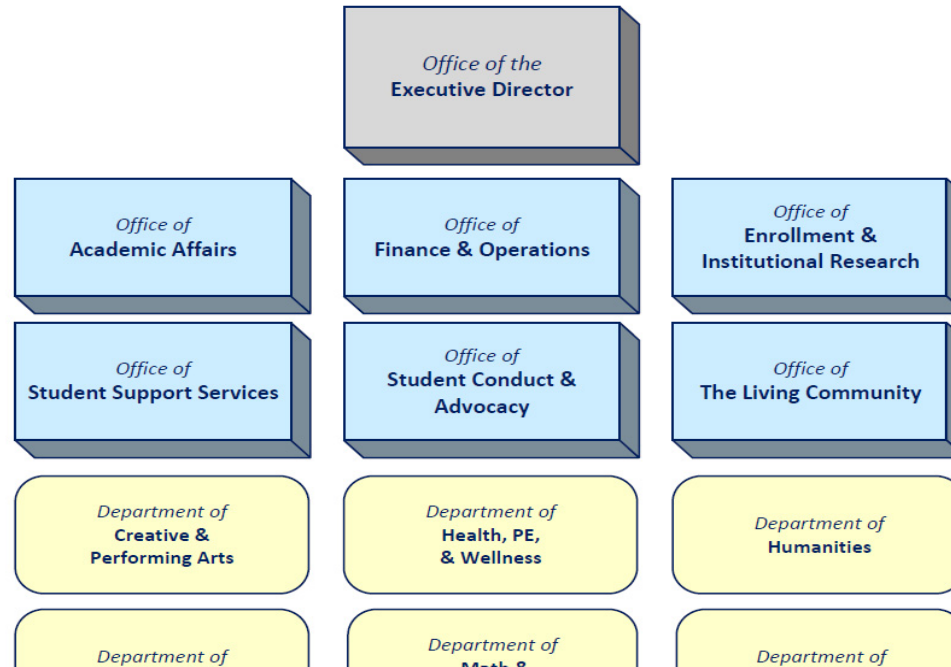 Office of the
Executive Director
Office of
Academic Affairs
Office of
Finance & Operations
Office of
Enrollment &
Institutional Research
Office of
Student Support Services
Office of
Student Conduct &
Advocacy
Office of
The Living Community
Department of
Creative &
Performing Arts
Department of
Health, PE,
& Wellness
Department of
Humanities
Department of
Department of
Math &
Department of